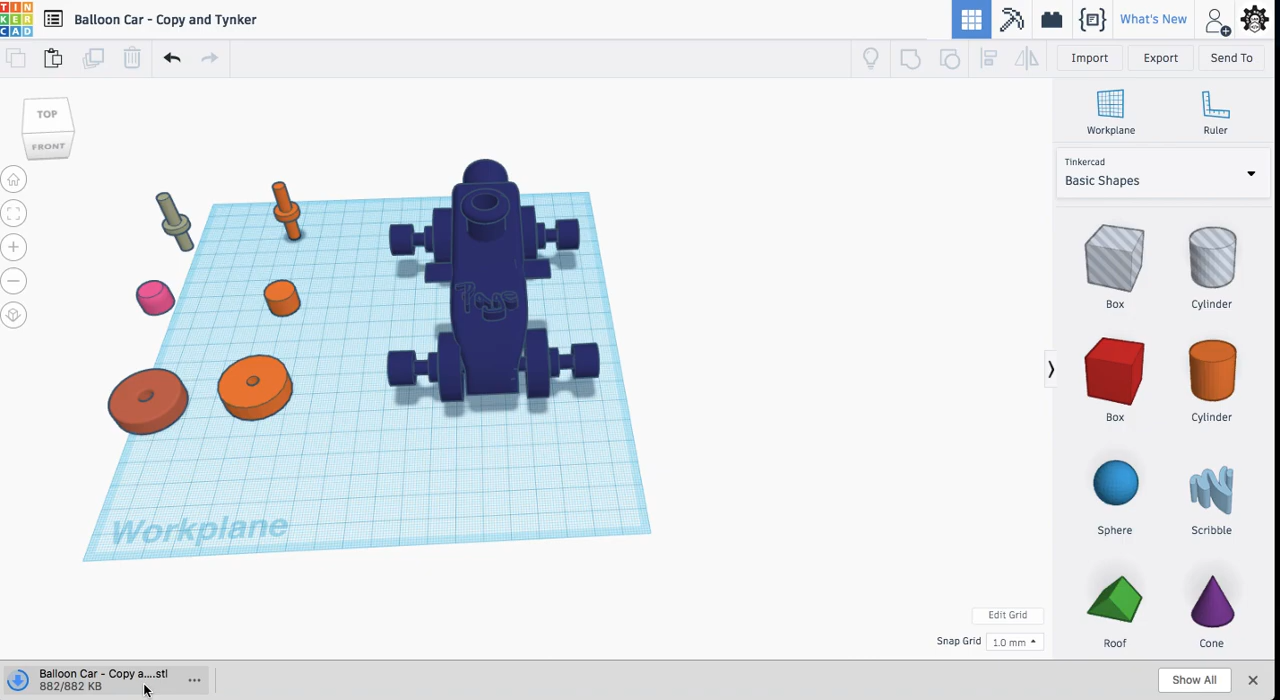 TIN
KER
CAD
Balloon Car - Copy and Tynker
What's New
Import
Export
Send To
TOP
FRONT
Workplane
Ruler
Tinkercad
Basic Shapes
Box
Cylinder
Box
Cylinder
Sphere
Scribble
Roof
Cone
Workplane
Edit Grid
Snap Grid
1.0 mm
Balloon Car - Copy a....stl
882/882 KB
Show All